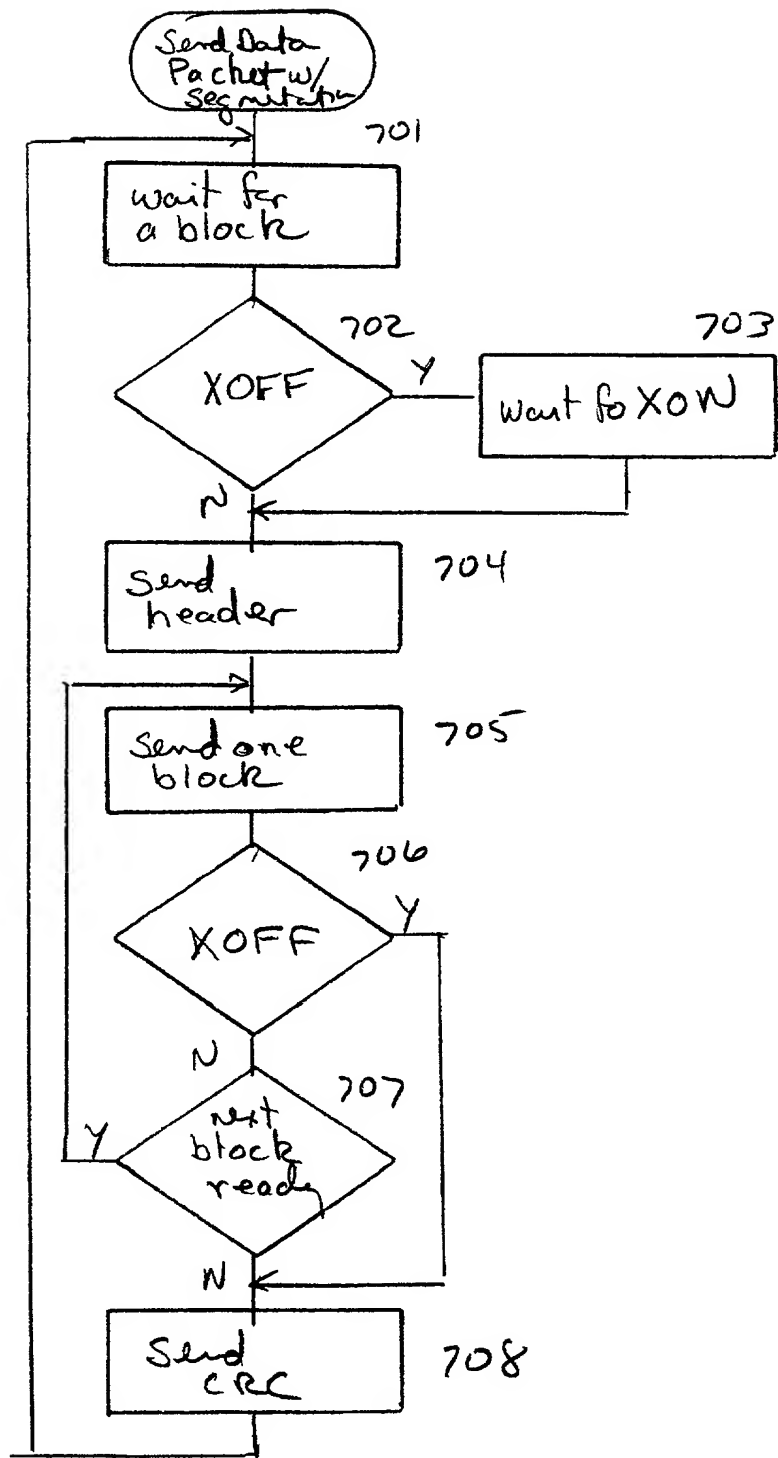 Send Data
Packet w/
Segmitation
701
wait for
a block
702
703
XOFF
Y
wait fo XON
N
704
Send
header
705
Send one
block
706
Y
XOFF
N
707
Y
next
block
ready
N
Send
CRC
708